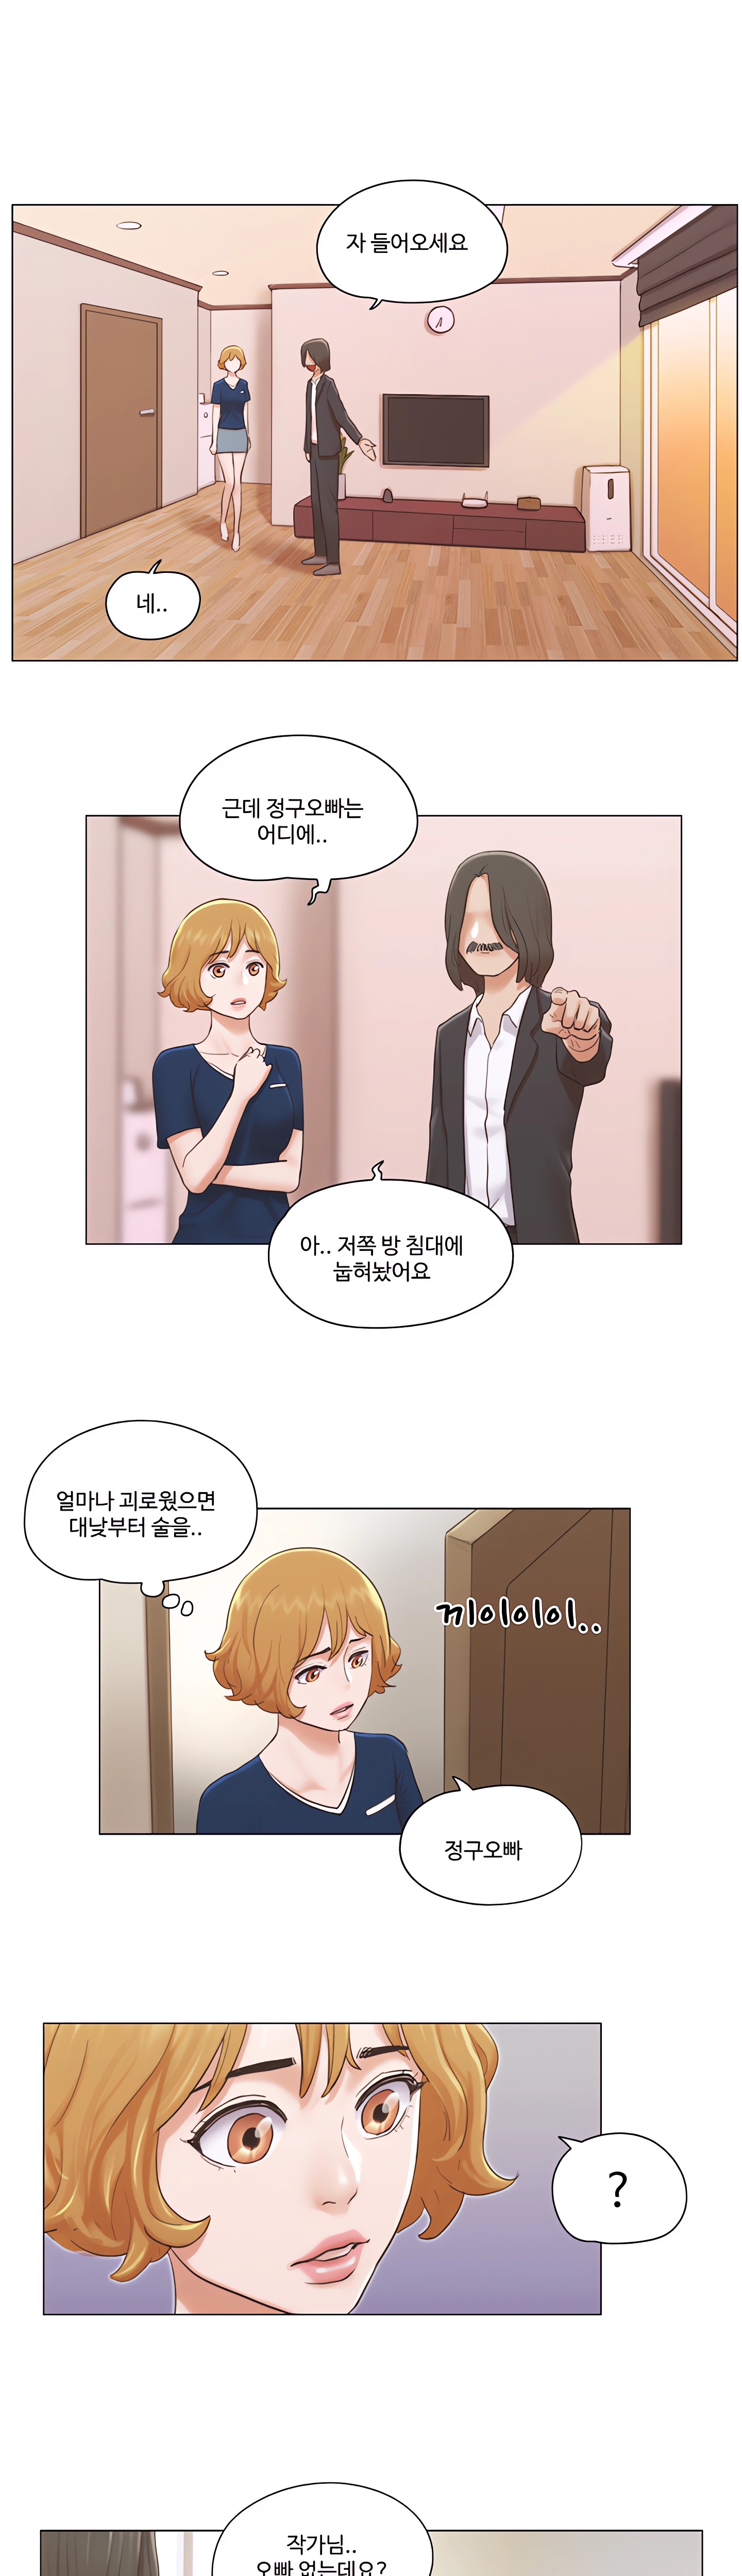 자 들어오세요
네..
근데 정구오빠는
어디에..
아.. 저쪽 방 침대에
눕혀놨어요
얼마나 괴로웠으면
대낮부터 술을..
끼이이이이..
정구오빠
?
작가님..
오빠 없는데요?